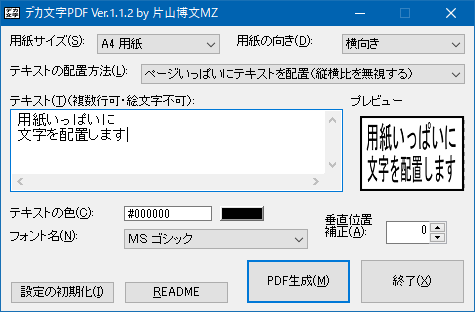 デカ文字PDF Ver.1.1.2 by 片山博文MZ
用紙サイズ(S): A4 用紙 用紙の向き(D): 横向き
テキストの配置方法(L): ページいっぱいにテキストを配置(縦横比を無視する)
テキスト(T)(複数行可・絵文字不可): プレビュー
用紙いっぱいに
文字を配置します
用紙いっぱいに
文字を配置します
テキストの色(C): #000000
垂直位置
補正(A): 0
フォント名(N): MS ゴシック
設定の初期化(I) README PDF生成(M) 終了(X)